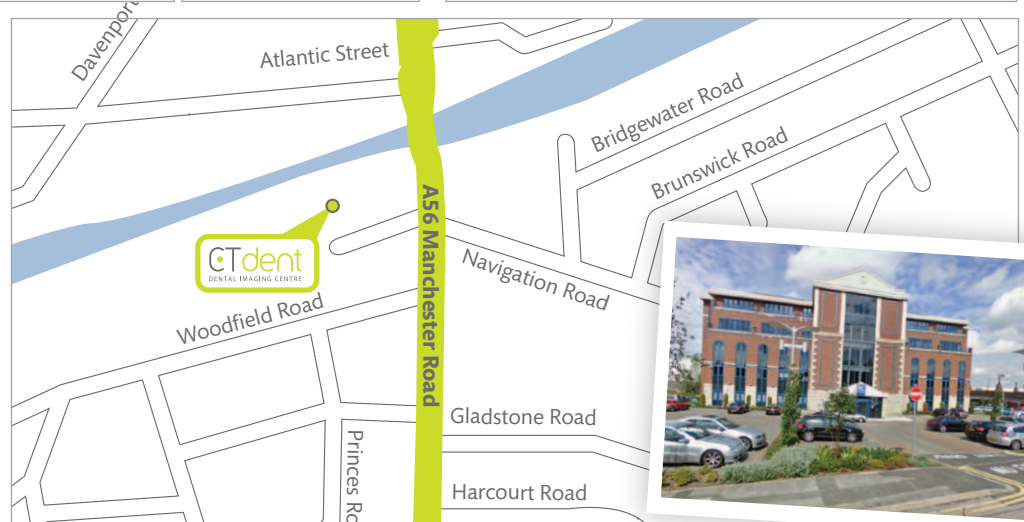 Davenport
Atlantic Street
Bridgewater Road
Brunswick Road
A56 Manchester Road
CTdent
DENTAL IMAGING CENTRE
Navigation Road
Woodfield Road
Gladstone Road
Princes Ro
Harcourt Road